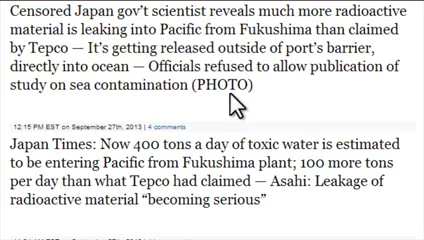 Censored Japan gov't scientist reveals much more radioactive
material is leaking into Pacific from Fukushima than claimed
by Tepco — It's getting released outside of port's barrier,
directly into ocean — Officials refused to allow publication of
study on sea contamination (PHOTO)
12:15 PM EST on September 27th, 2013 | 4 comments
Japan Times: Now 400 tons a day of toxic water is estimated
to be entering Pacific from Fukushima plant; 100 more tons
per day than what Tepco had claimed — Asahi: Leakage of
radioactive material “becoming serious”